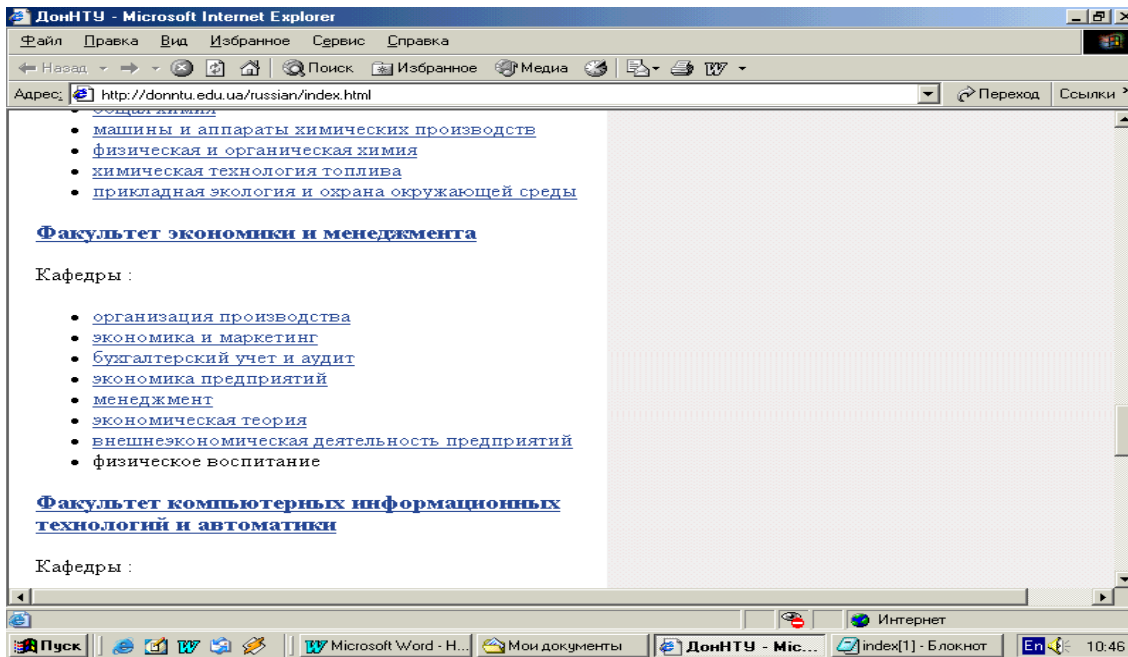 ДонНТУ - Microsoft Internet Explorer
Файл Правка Вид Избранное Сервис Справка
Назад Поиск Избранное Медиа
Адрес: http://donntu.edu.ua/russian/index.html Переход Ссылки
общая химия
машины и аппараты химических производств
физическая и органическая химия
химическая технология топлива
прикладная экология и охрана окружающей среды
Факультет экономики и менеджмента
Кафедры :
организация производства
экономика и маркетинг
бухгалтерский учет и аудит
экономика предприятий
менеджмент
экономическая теория
внешнеэкономическая деятельность предприятий
физическое воспитание
Факультет компьютерных информационных
технологий и автоматики
Кафедры :
Интернет
Пуск Microsoft Word - Н... Мои документы ДонНТУ - Mic... index[1] - Блокнот En 10:46